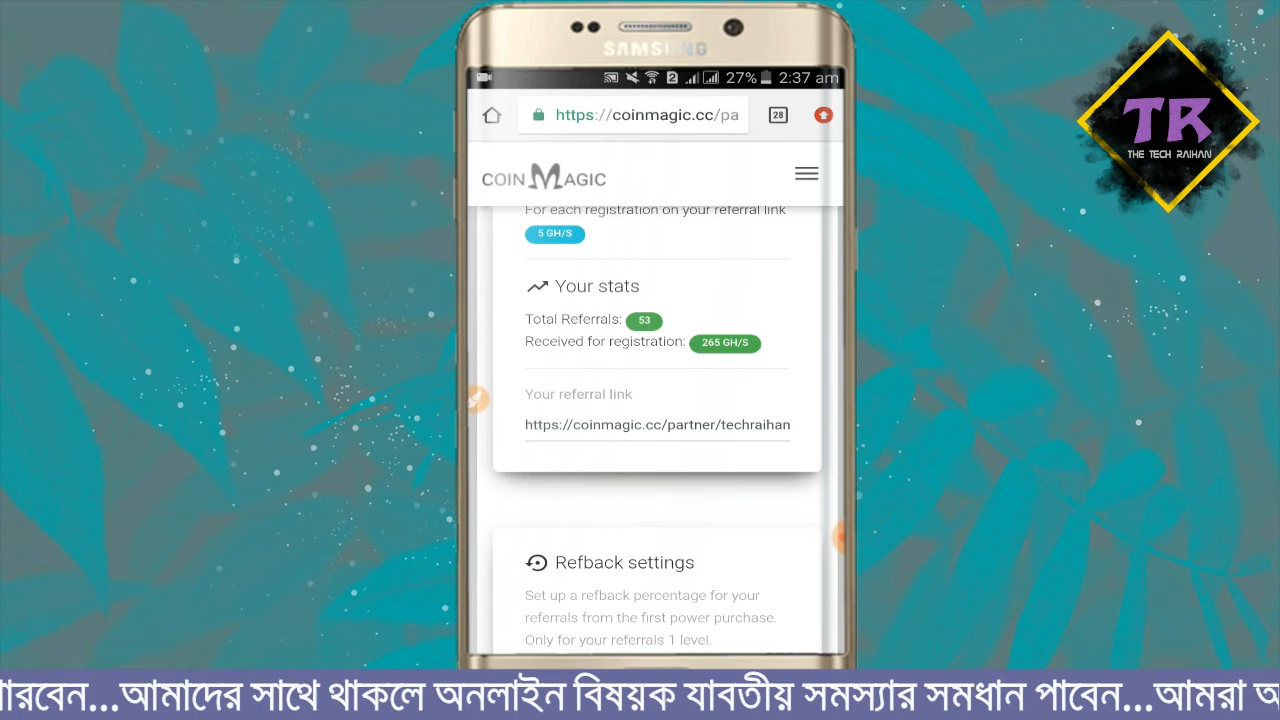 SAMSUNG
2 27% 2:37 am
https://coinmagic.cc/pa 28
COIN MAGIC
For each registration on your referral link
5 GH/S
Your stats
Total Referrals: 53
Received for registration: 265 GH/S
Your referral link
https://coinmagic.cc/partner/techraihan
Refback settings
Set up a refback percentage for your
referrals from the first power purchase.
Only for your referrals 1 level.
TR
THE TECH RAIHAN
ারবেন...আমাদের সাথে থাকলে অনলাইন বিষয়ক যাবতীয় সমস্যার সমধান পাবেন...আমরা অ